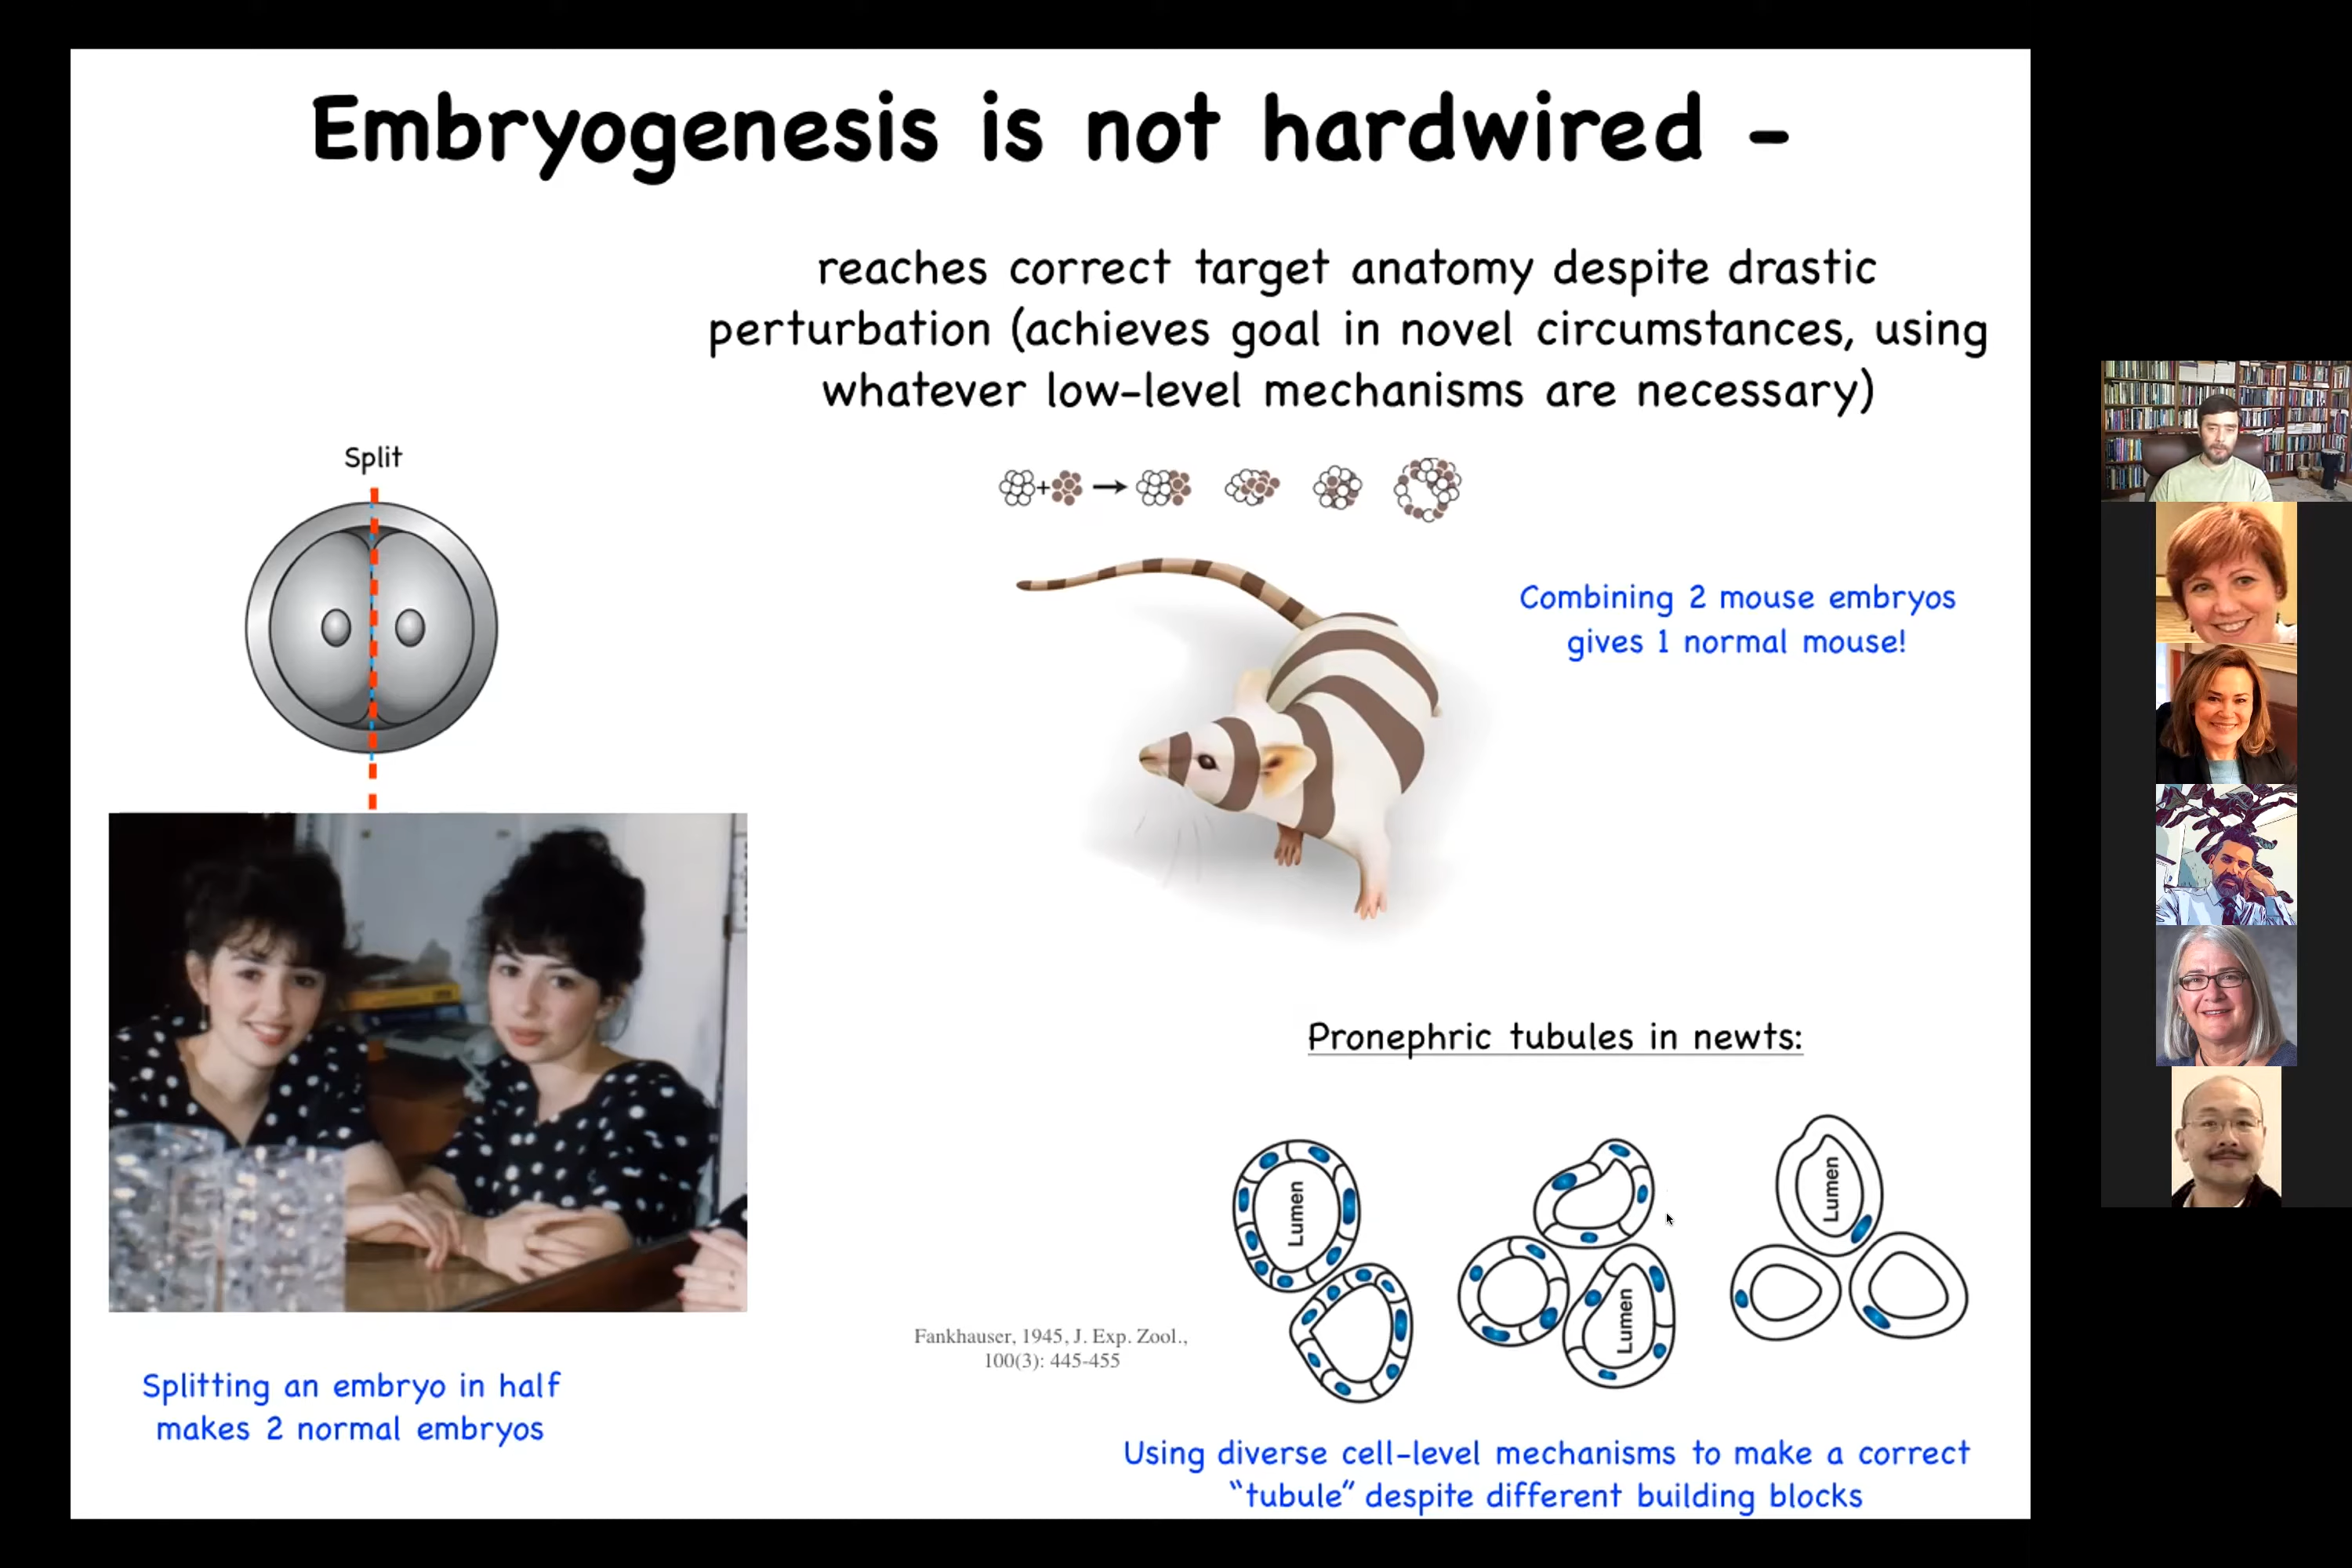 Embryogenesis is not hardwired -
reaches correct target anatomy despite drastic
perturbation (achieves goal in novel circumstances, using
whatever low-level mechanisms are necessary)
Split
+
Combining 2 mouse embryos
gives 1 normal mouse!
Splitting an embryo in half
makes 2 normal embryos
Pronephric tubules in newts:
Lumen
Lumen
Lumen
Fankhauser, 1945, J. Exp. Zool.,
100(3): 445-455
Using diverse cell-level mechanisms to make a correct
“tubule” despite different building blocks